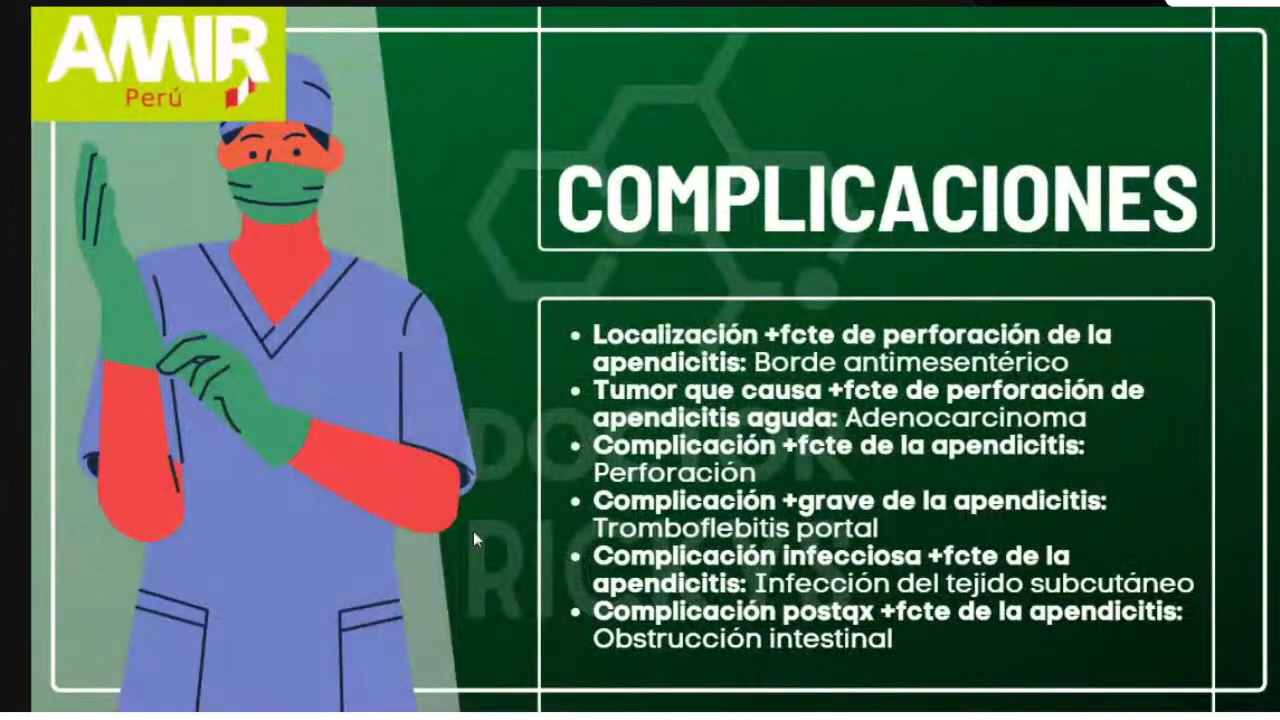 AMIR
Perú
COMPLICACIONES
• Localización +fcte de perforación de la
apendicitis: Borde antimesentérico
• Tumor que causa +fcte de perforación de
apendicitis aguda: Adenocarcinoma
• Complicación +fcte de la apendicitis:
Perforación
• Complicación +grave de la apendicitis:
Tromboflebitis portal
• Complicación infecciosa +fcte de la
apendicitis: Infección del tejido subcutáneo
• Complicación postqx +fcte de la apendicitis:
Obstrucción intestinal